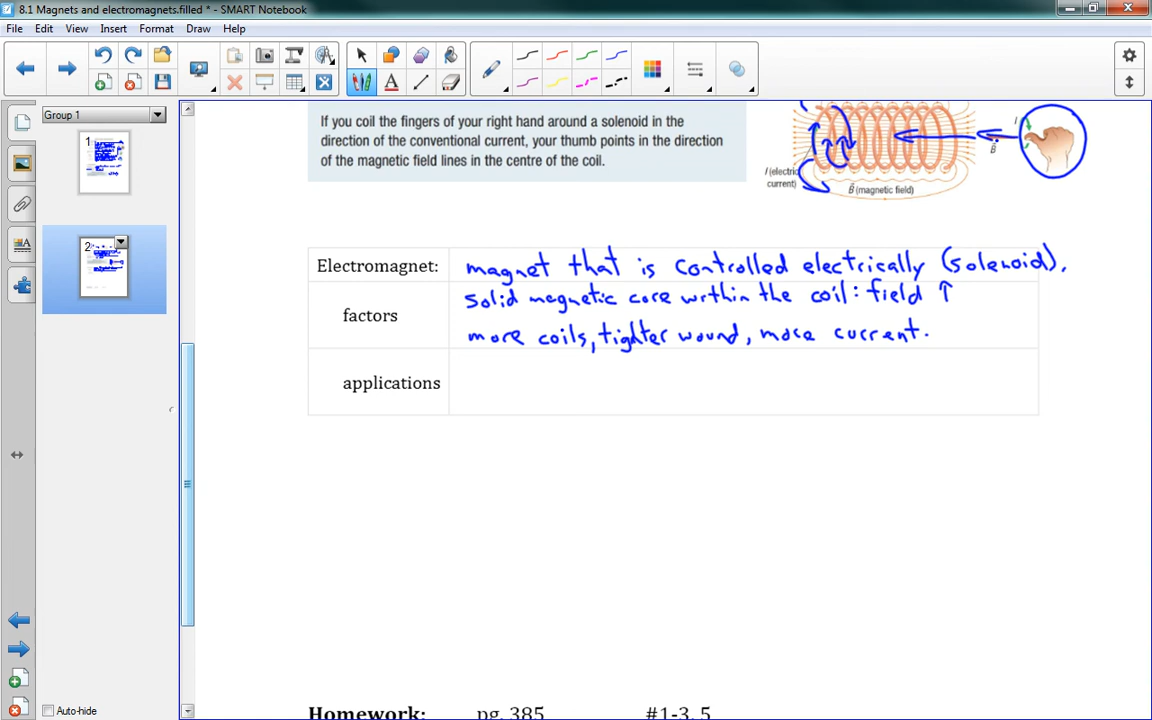 8.1 Magnets and electromagnets.filled * - SMART Notebook
File Edit View Insert Format Draw Help
Group 1
1
2
If you coil the fingers of your right hand around a solenoid in the
direction of the conventional current, your thumb points in the direction
of the magnetic field lines in the centre of the coil.
I (electric
current)
B (magnetic field)
I
B
Electromagnet: magnet that is controlled electrically (solenoid).
factors
solid magnetic core within the coil: field ↑
more coils, tighter wound, more current.
applications
Homework: pg. 385 #1-3, 5
Auto-hide